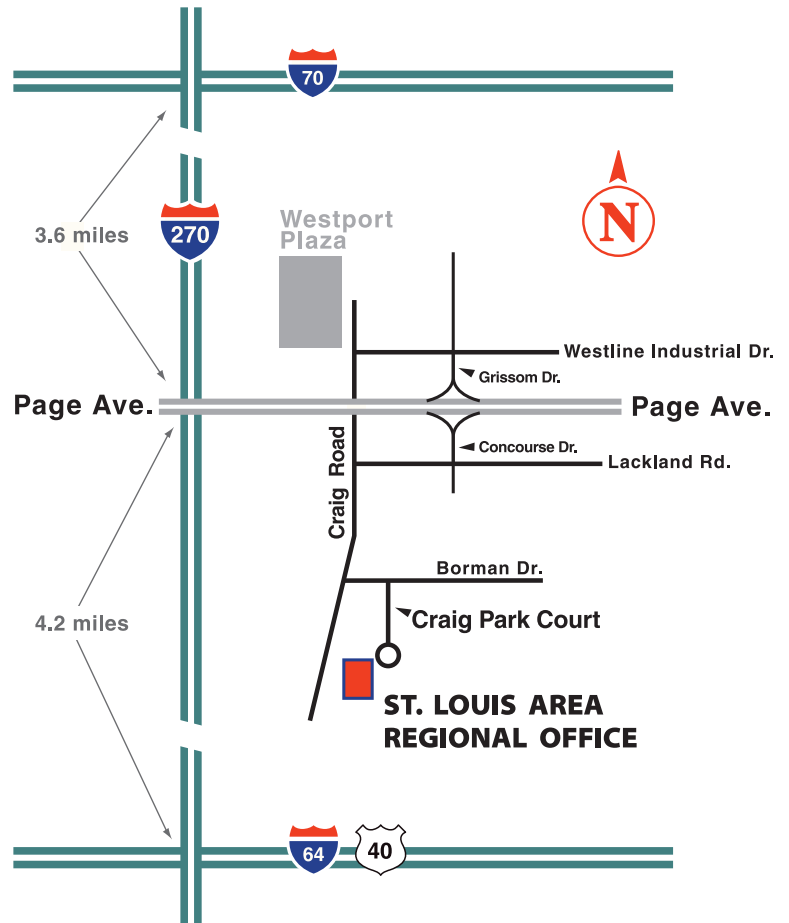 70
Westport
Plaza
N
3.6 miles
270
Westline Industrial Dr.
Grissom Dr.
Page Ave.
Page Ave.
Craig Road
Concourse Dr.
Lackland Rd.
Borman Dr.
Craig Park Court
4.2 miles
ST. LOUIS AREA
REGIONAL OFFICE
64
40